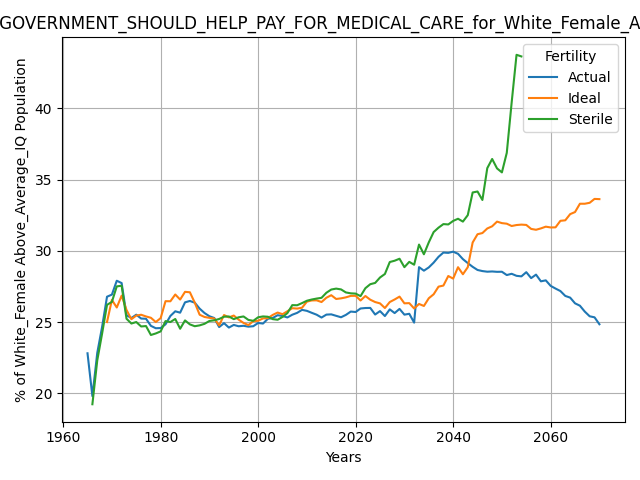 GOVERNMENT_SHOULD_HELP_PAY_FOR_MEDICAL_CARE_for_White_Female_A
% of White_Female Above_Average_IQ Population
40
35
30
25
20
1960
1980
2000
2020
2040
2060
Years
Fertility
Actual
Ideal
Sterile